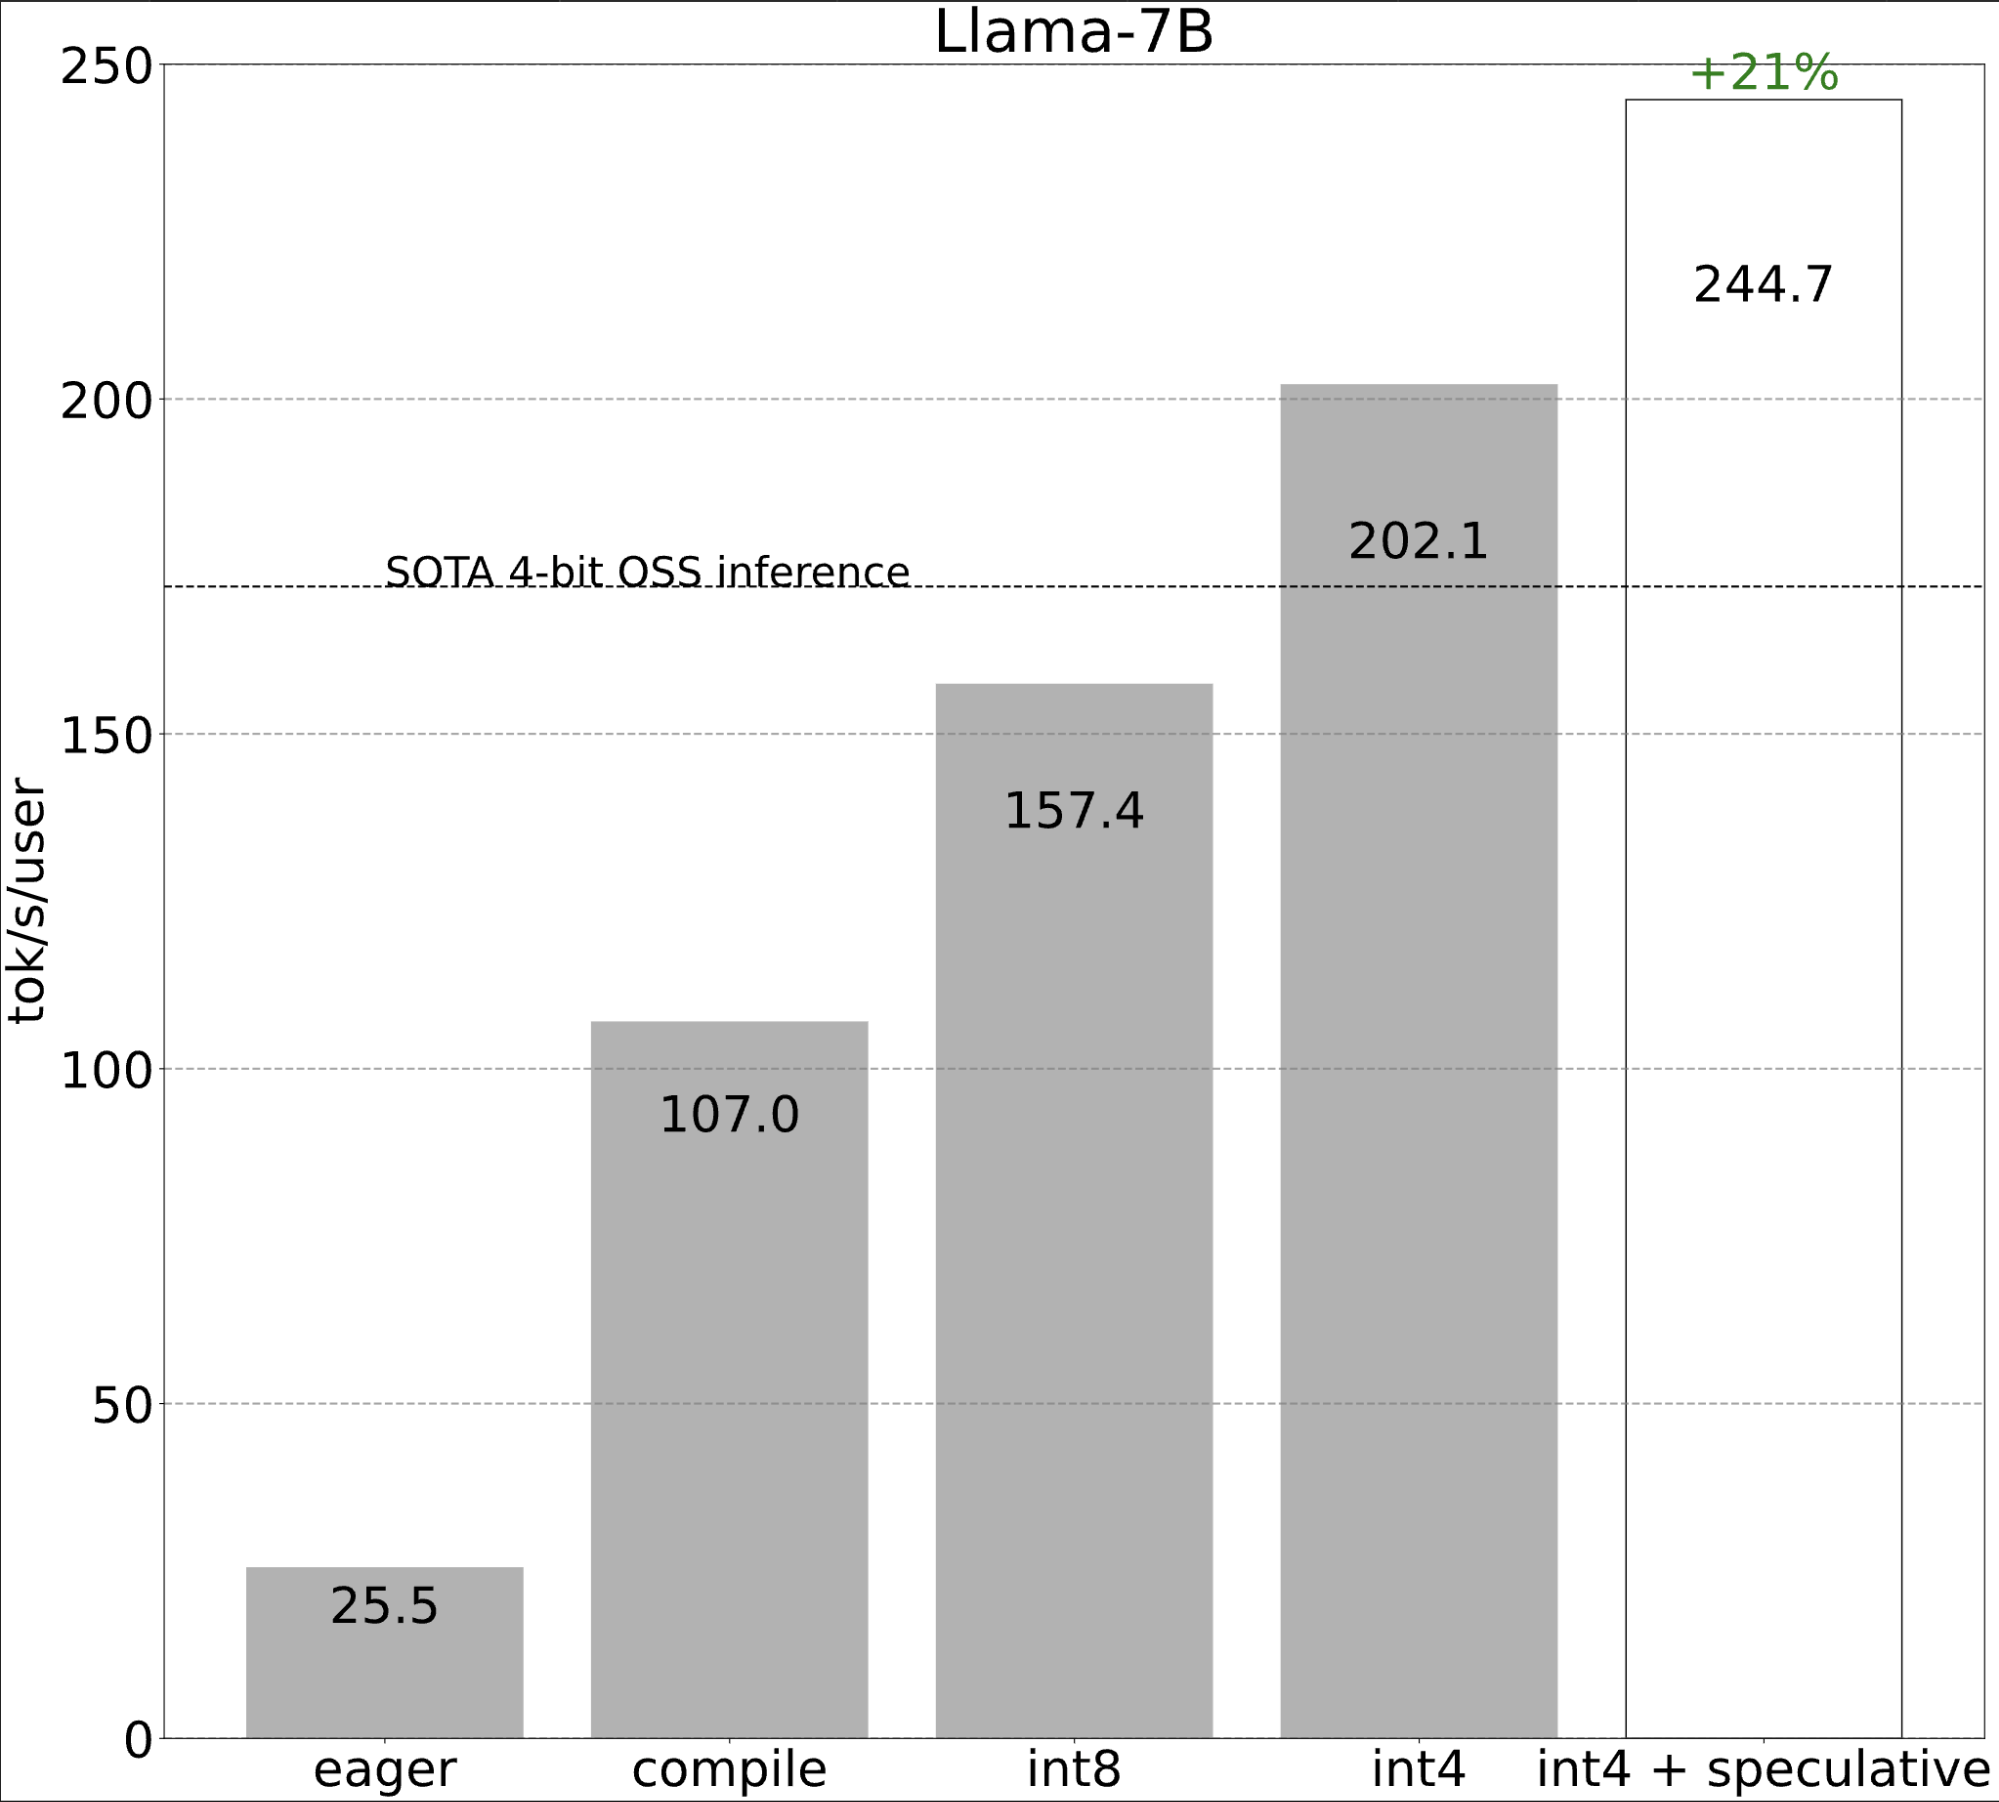 Llama-7B
+21%
250
244.7
200
202.1
SOTA 4-bit OSS inference
150
157.4
tok/s/user
100
107.0
50
25.5
0
eager
compile
int8
int4
int4 + speculative